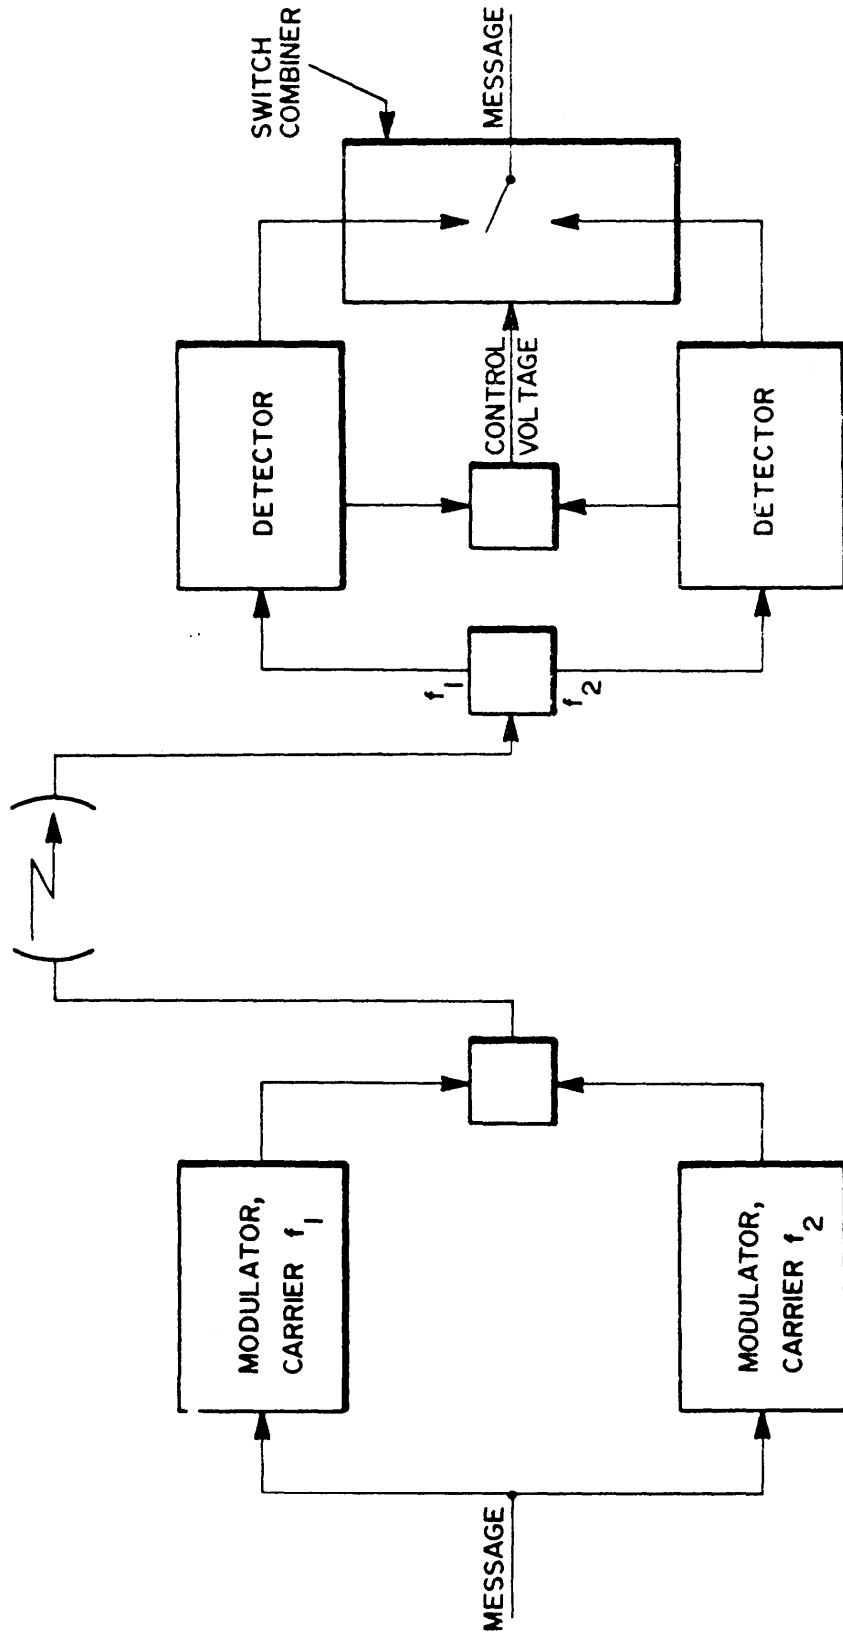 MESSAGE
MODULATOR,
CARRIER f1
MODULATOR,
CARRIER f2
f1
f2
DETECTOR
DETECTOR
CONTROL
VOLTAGE
SWITCH
COMBINER
MESSAGE